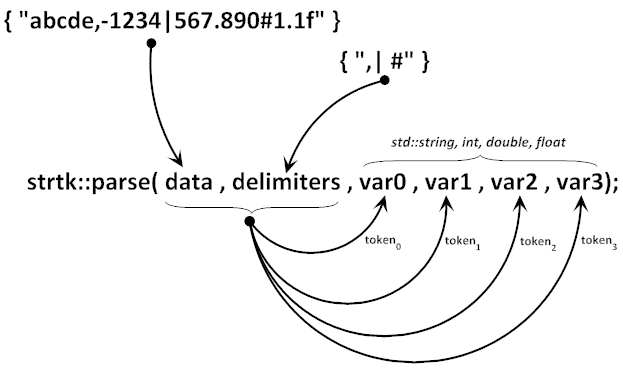 { "abcde,-1234|567.890#1.1f" }
{ ",| #" }
std::string, int, double, float
strtk::parse( data , delimiters , var0 , var1 , var2 , var3);
token0 token1 token2 token3